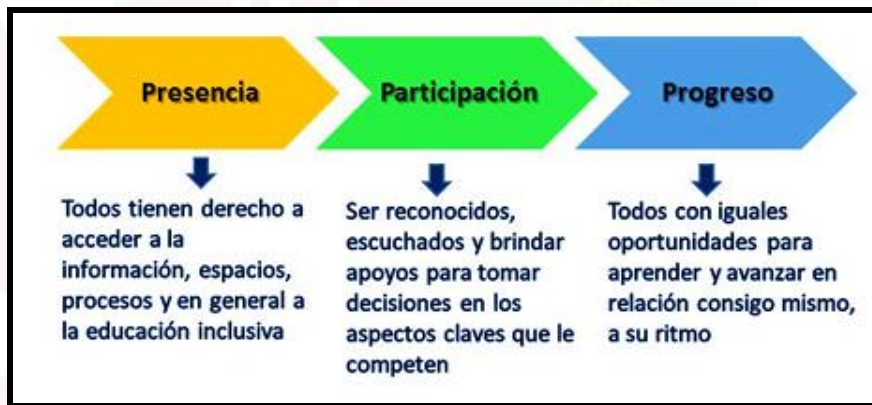 Presencia
Participación
Progreso
Todos tienen derecho a
acceder a la
información, espacios,
procesos y en general a
la educación inclusiva
Ser reconocidos,
escuchados y brindar
apoyos para tomar
decisiones en los
aspectos claves que le
competen
Todos con iguales
oportunidades para
aprender y avanzar en
relación consigo mismo,
a su ritmo